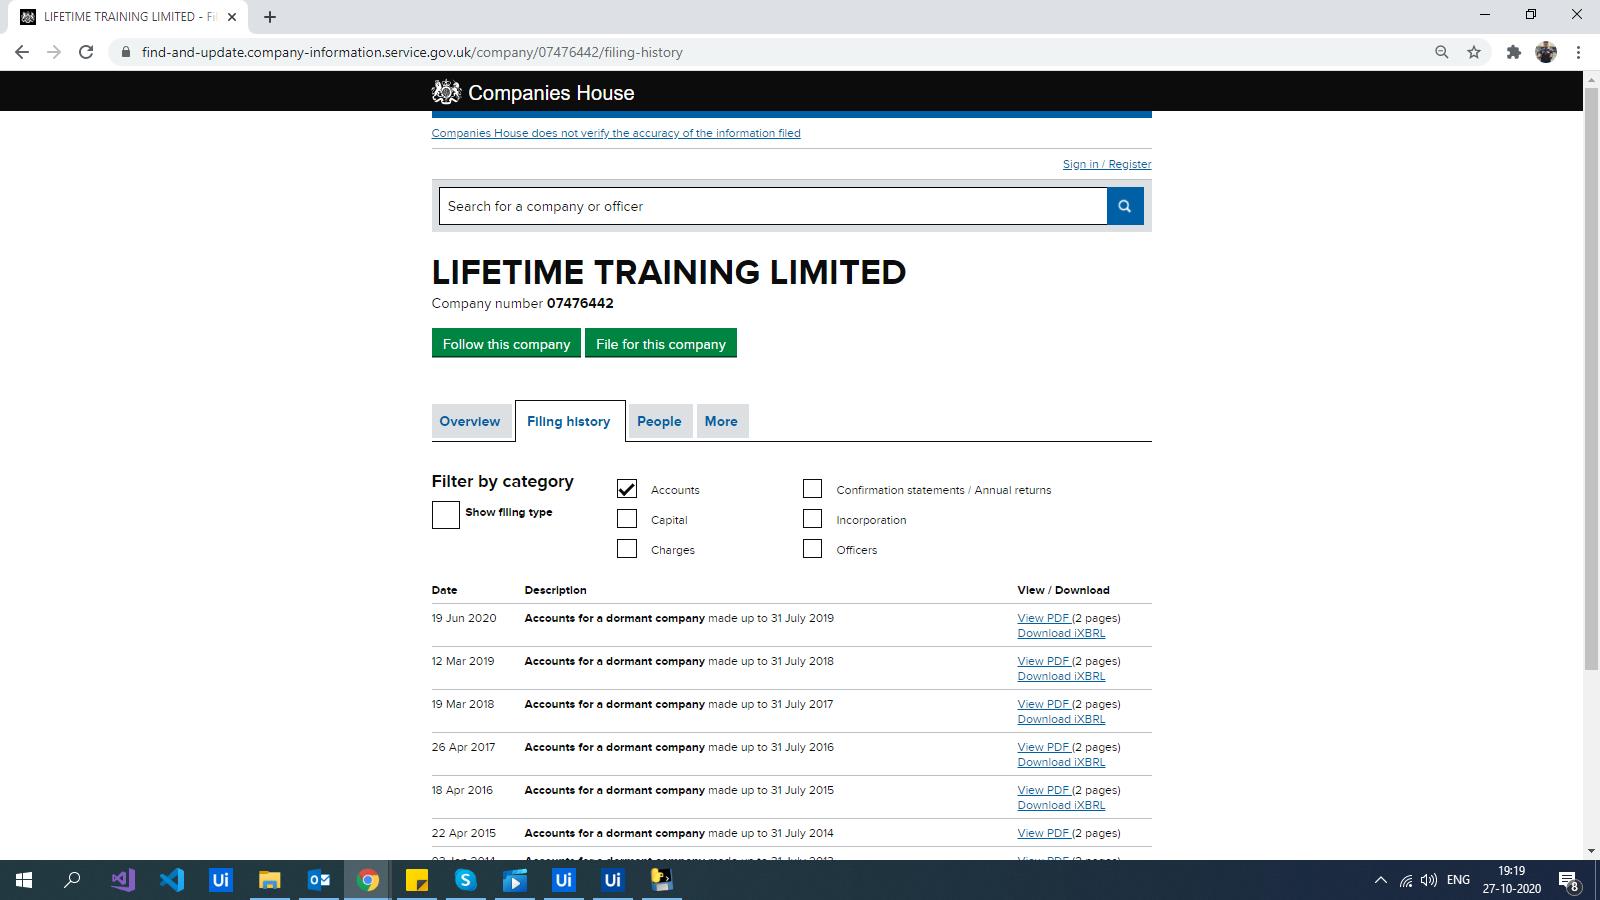 LIFETIME TRAINING LIMITED - Fi
find-and-update.company-information.service.gov.uk/company/07476442/filing-history
Companies House
Companies House does not verify the accuracy of the information filed
Sign in / Register
Search for a company or officer
LIFETIME TRAINING LIMITED
Company number 07476442
Follow this company File for this company
Overview Filing history People More
Filter by category
Show filing type
Accounts Confirmation statements / Annual returns
Capital Incorporation
Charges Officers
Date Description View / Download
19 Jun 2020 Accounts for a dormant company made up to 31 July 2019 View PDF (2 pages)
Download iXBRL
12 Mar 2019 Accounts for a dormant company made up to 31 July 2018 View PDF (2 pages)
Download iXBRL
19 Mar 2018 Accounts for a dormant company made up to 31 July 2017 View PDF (2 pages)
Download iXBRL
26 Apr 2017 Accounts for a dormant company made up to 31 July 2016 View PDF (2 pages)
Download iXBRL
18 Apr 2016 Accounts for a dormant company made up to 31 July 2015 View PDF (2 pages)
Download iXBRL
22 Apr 2015 Accounts for a dormant company made up to 31 July 2014 View PDF (2 pages)
Ui Ui Ui
ENG
19:19
27-10-2020
8